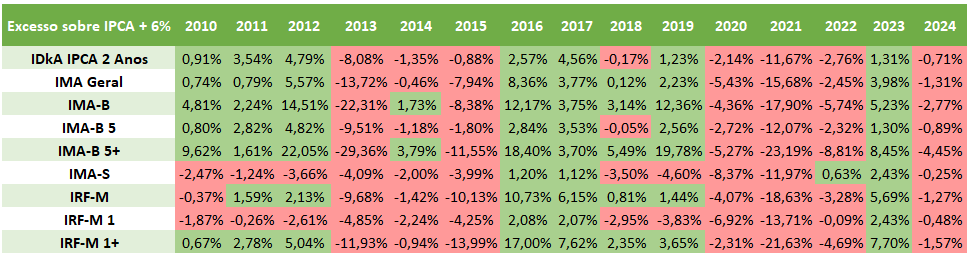 Excesso sobre IPCA + 6% 2010 2011 2012 2013 2014 2015 2016 2017 2018 2019 2020 2021 2022 2023 2024
IDkA IPCA 2 Anos 0,91% 3,54% 4,79% -8,08% -1,35% -0,88% 2,57% 4,56% -0,17% 1,23% -2,14% -11,67% -2,76% 1,31% -0,71%
IMA Geral 0,74% 0,79% 5,57% -13,72% -0,46% -7,94% 8,36% 3,77% 0,12% 2,23% -5,43% -15,68% -2,45% 3,98% -1,31%
IMA-B 4,81% 2,24% 14,51% -22,31% 1,73% -8,38% 12,17% 3,75% 3,14% 12,36% -4,36% -17,90% -5,74% 5,23% -2,77%
IMA-B 5 0,80% 2,82% 4,82% -9,51% -1,18% -1,80% 2,84% 3,53% -0,05% 2,56% -2,72% -12,07% -2,32% 1,30% -0,89%
IMA-B 5+ 9,62% 1,61% 22,05% -29,36% 3,79% -11,55% 18,40% 3,70% 5,49% 19,78% -5,27% -23,19% -8,81% 8,45% -4,45%
IMA-S -2,47% -1,24% -3,66% -4,09% -2,00% -3,99% 1,20% 1,12% -3,50% -4,60% -8,37% -11,97% 0,63% 2,43% -0,25%
IRF-M -0,37% 1,59% 2,13% -9,68% -1,42% -10,13% 10,73% 6,15% 0,81% 1,44% -4,07% -18,63% -3,28% 5,69% -1,27%
IRF-M 1 -1,87% -0,26% -2,61% -4,85% -2,24% -4,25% 2,08% 2,07% -2,95% -3,83% -6,92% -13,71% -0,09% 2,43% -0,48%
IRF-M 1+ 0,67% 2,78% 5,04% -11,93% -0,94% -13,99% 17,00% 7,62% 2,35% 3,65% -2,31% -21,63% -4,69% 7,70% -1,57%